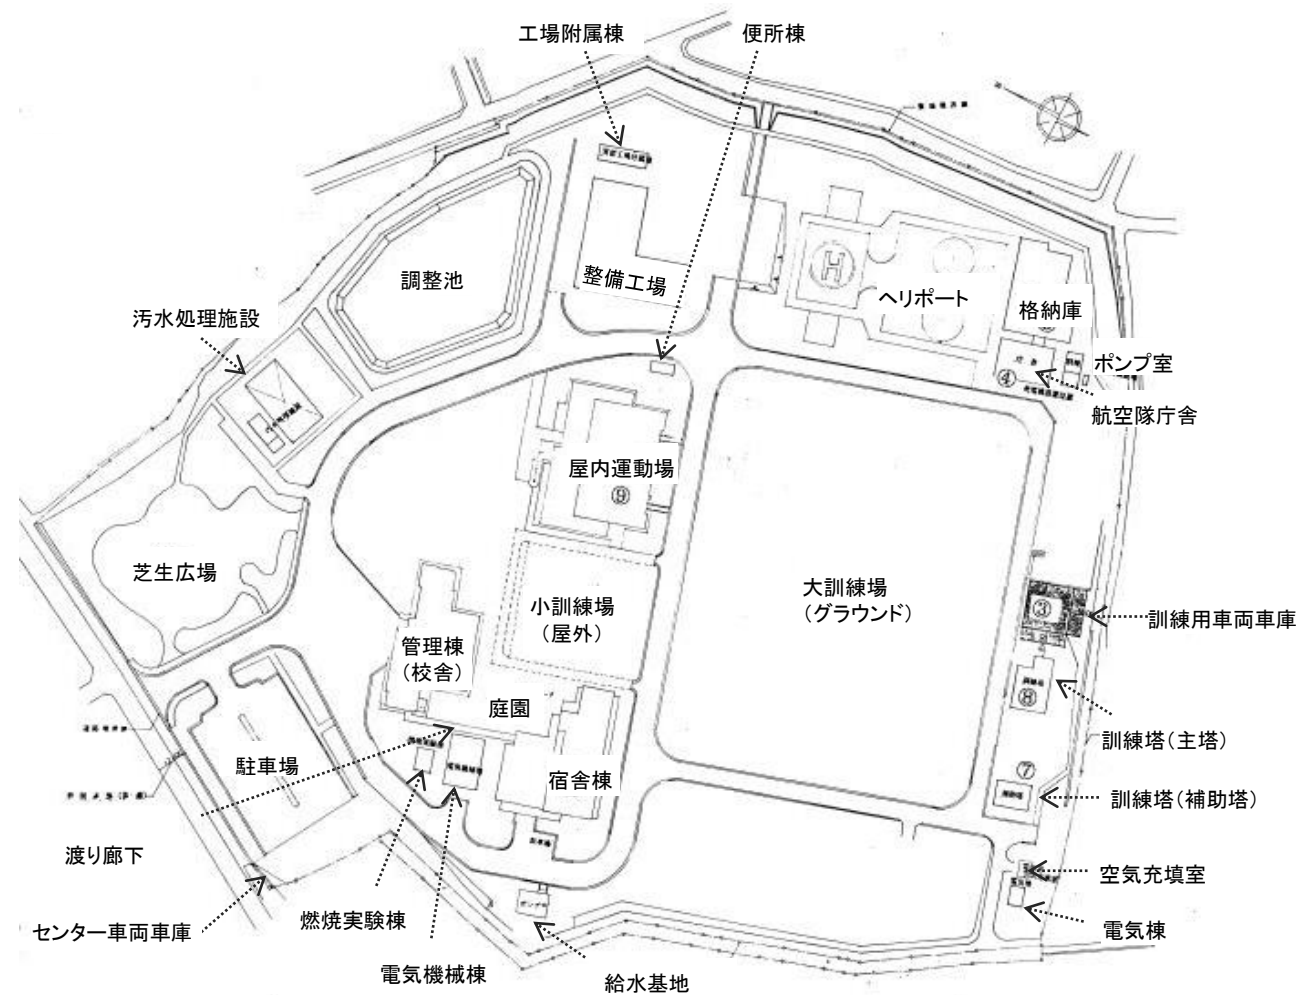 工場附属棟
便所棟
調整池
整備工場
H
ヘリポート
格納庫
汚水処理施設
ポンプ室
④
航空隊庁舎
屋内運動場
⑨
芝生広場
小訓練場
（屋外）
大訓練場
（グラウンド）
③
訓練用車両車庫
管理棟
（校舎）
⑧
庭園
訓練塔（主塔）
駐車場
宿舎棟
⑦
訓練塔（補助塔）
渡り廊下
空気充填室
センター車両車庫
燃焼実験棟
電気棟
電気機械棟
給水基地